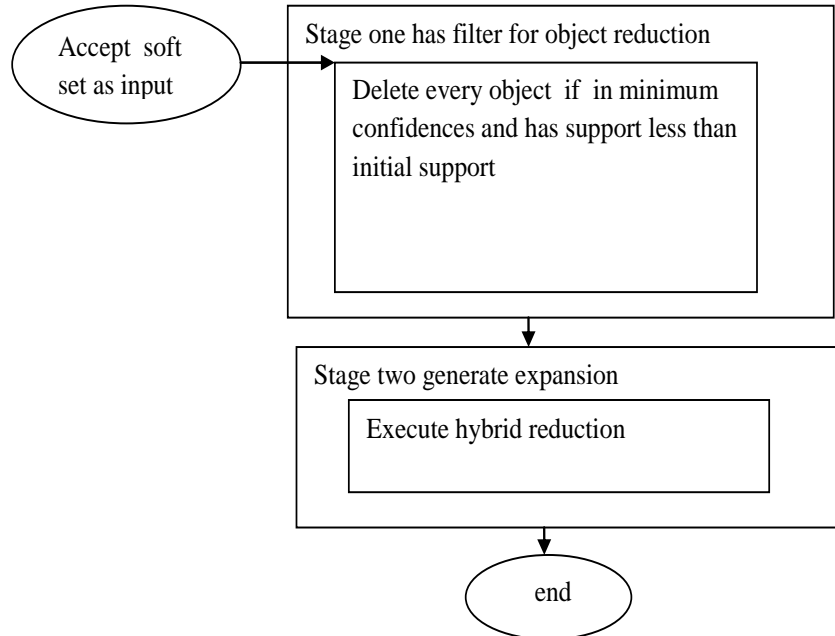 Accept soft
set as input
Stage one has filter for object reduction
Delete every object if in minimum
confidences and has support less than
initial support
Stage two generate expansion
Execute hybrid reduction
end